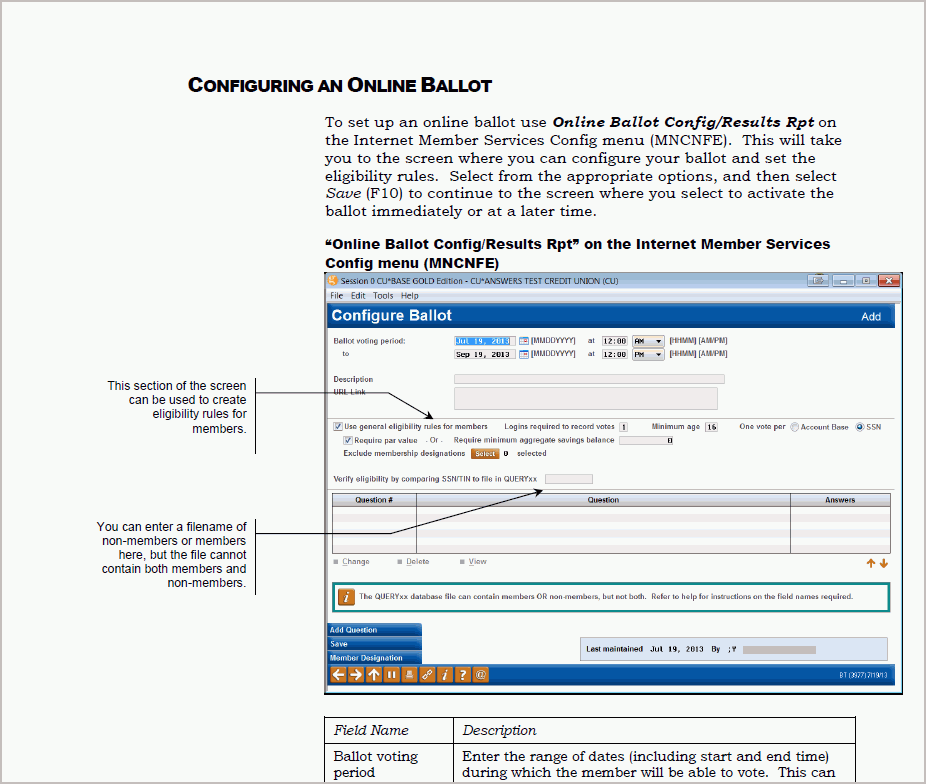 CONFIGURING AN ONLINE BALLOT
To set up an online ballot use Online Ballot Config/Results Rpt on
the Internet Member Services Config menu (MNCNFE).  This will take
you to the screen where you can configure your ballot and set the
eligibility rules.  Select from the appropriate options, and then select
Save (F10) to continue to the screen where you select to activate the
ballot immediately or at a later time.
“Online Ballot Config/Results Rpt” on the Internet Member Services
Config menu (MNCNFE)
Session 0 CU*BASE GOLD Edition - CU*ANSWERS TEST CREDIT UNION (CU)
File Edit Tools Help
Configure Ballot Add
Ballot voting period: Jul 19, 2013 [MMDDYYYY] at 12:00 AM [HHMM] [AM/PM]
to Sep 19, 2013 [MMDDYYYY] at 12:00 PM [HHMM] [AM/PM]
Description
URL Link
This section of the screen
can be used to create
eligibility rules for
members.
Use general eligibility rules for members Logins required to record votes 1 Minimum age 16 One vote per Account Base SSN
Require par value - Or - Require minimum aggregate savings balance 0
Exclude membership designations Select 0 selected
Verify eligibility by comparing SSN/TIN to file in QUERYxx
Question # Question Answers
You can enter a filename of
non-members or members
here, but the file cannot
contain both members and
non-members.
Change Delete View
The QUERYxx database file can contain members OR non-members, but not both. Refer to help for instructions on the field names required.
Add Question
Save
Member Designation
Last maintained Jul 19, 2013 By
BT (3977) 7/19/13
Field Name Description
Ballot voting Enter the range of dates (including start and end time)
period during which the member will be able to vote.  This can